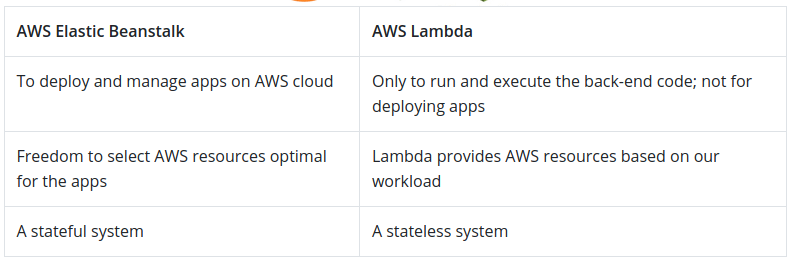 AWS Elastic Beanstalk
AWS Lambda
To deploy and manage apps on AWS cloud
Only to run and execute the back-end code; not for
deploying apps
Freedom to select AWS resources optimal
for the apps
Lambda provides AWS resources based on our
workload
A stateful system
A stateless system